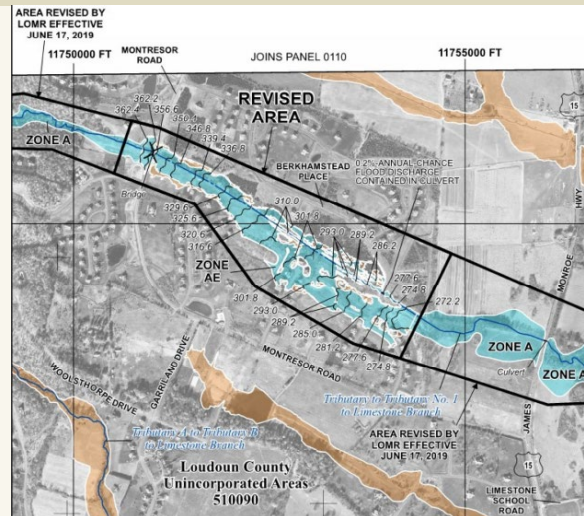 AREA REVISED BY
LOMR EFFECTIVE
JUNE 17, 2019
11750000 FT
MONTRESOR
ROAD
JOINS PANEL 0110
11755000 FT
15
HWY
MONROE
JAMES
REVISED
AREA
362.2
362.4
356.6
350.4
346.8
339.4
336.8
ZONE A
Bridge
BERKHAMSTEAD
PLACE
0.2% ANNUAL CHANCE
FLOOD DISCHARGE
CONTAINED IN CULVERT
329.6
325.6
320.6
316.6
310.0
301.8
293.0
289.2
286.2
277.6
274.8
272.2
ZONE
AE
301.8
293.0
289.2
285.0
281.2
277.6
274.8
ZONE A
ZONE A
Culvert
MONTRESOR ROAD
GARRILAND DRIVE
WOOLSTHORPE DRIVE
Tributary to Tributary No. 1
to Limestone Branch
Tributary A to Tributary B
to Limestone Branch
AREA REVISED BY
LOMR EFFECTIVE
JUNE 17, 2019
Loudoun County
Unincorporated Areas
510090
15
LIMESTONE
SCHOOL
ROAD